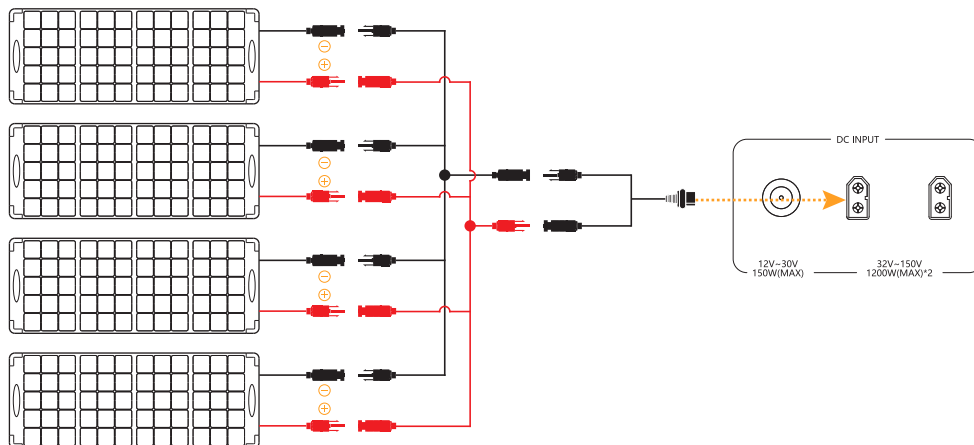 DC INPUT
12V~30V
150W(MAX)
32V~150V
1200W(MAX)*2